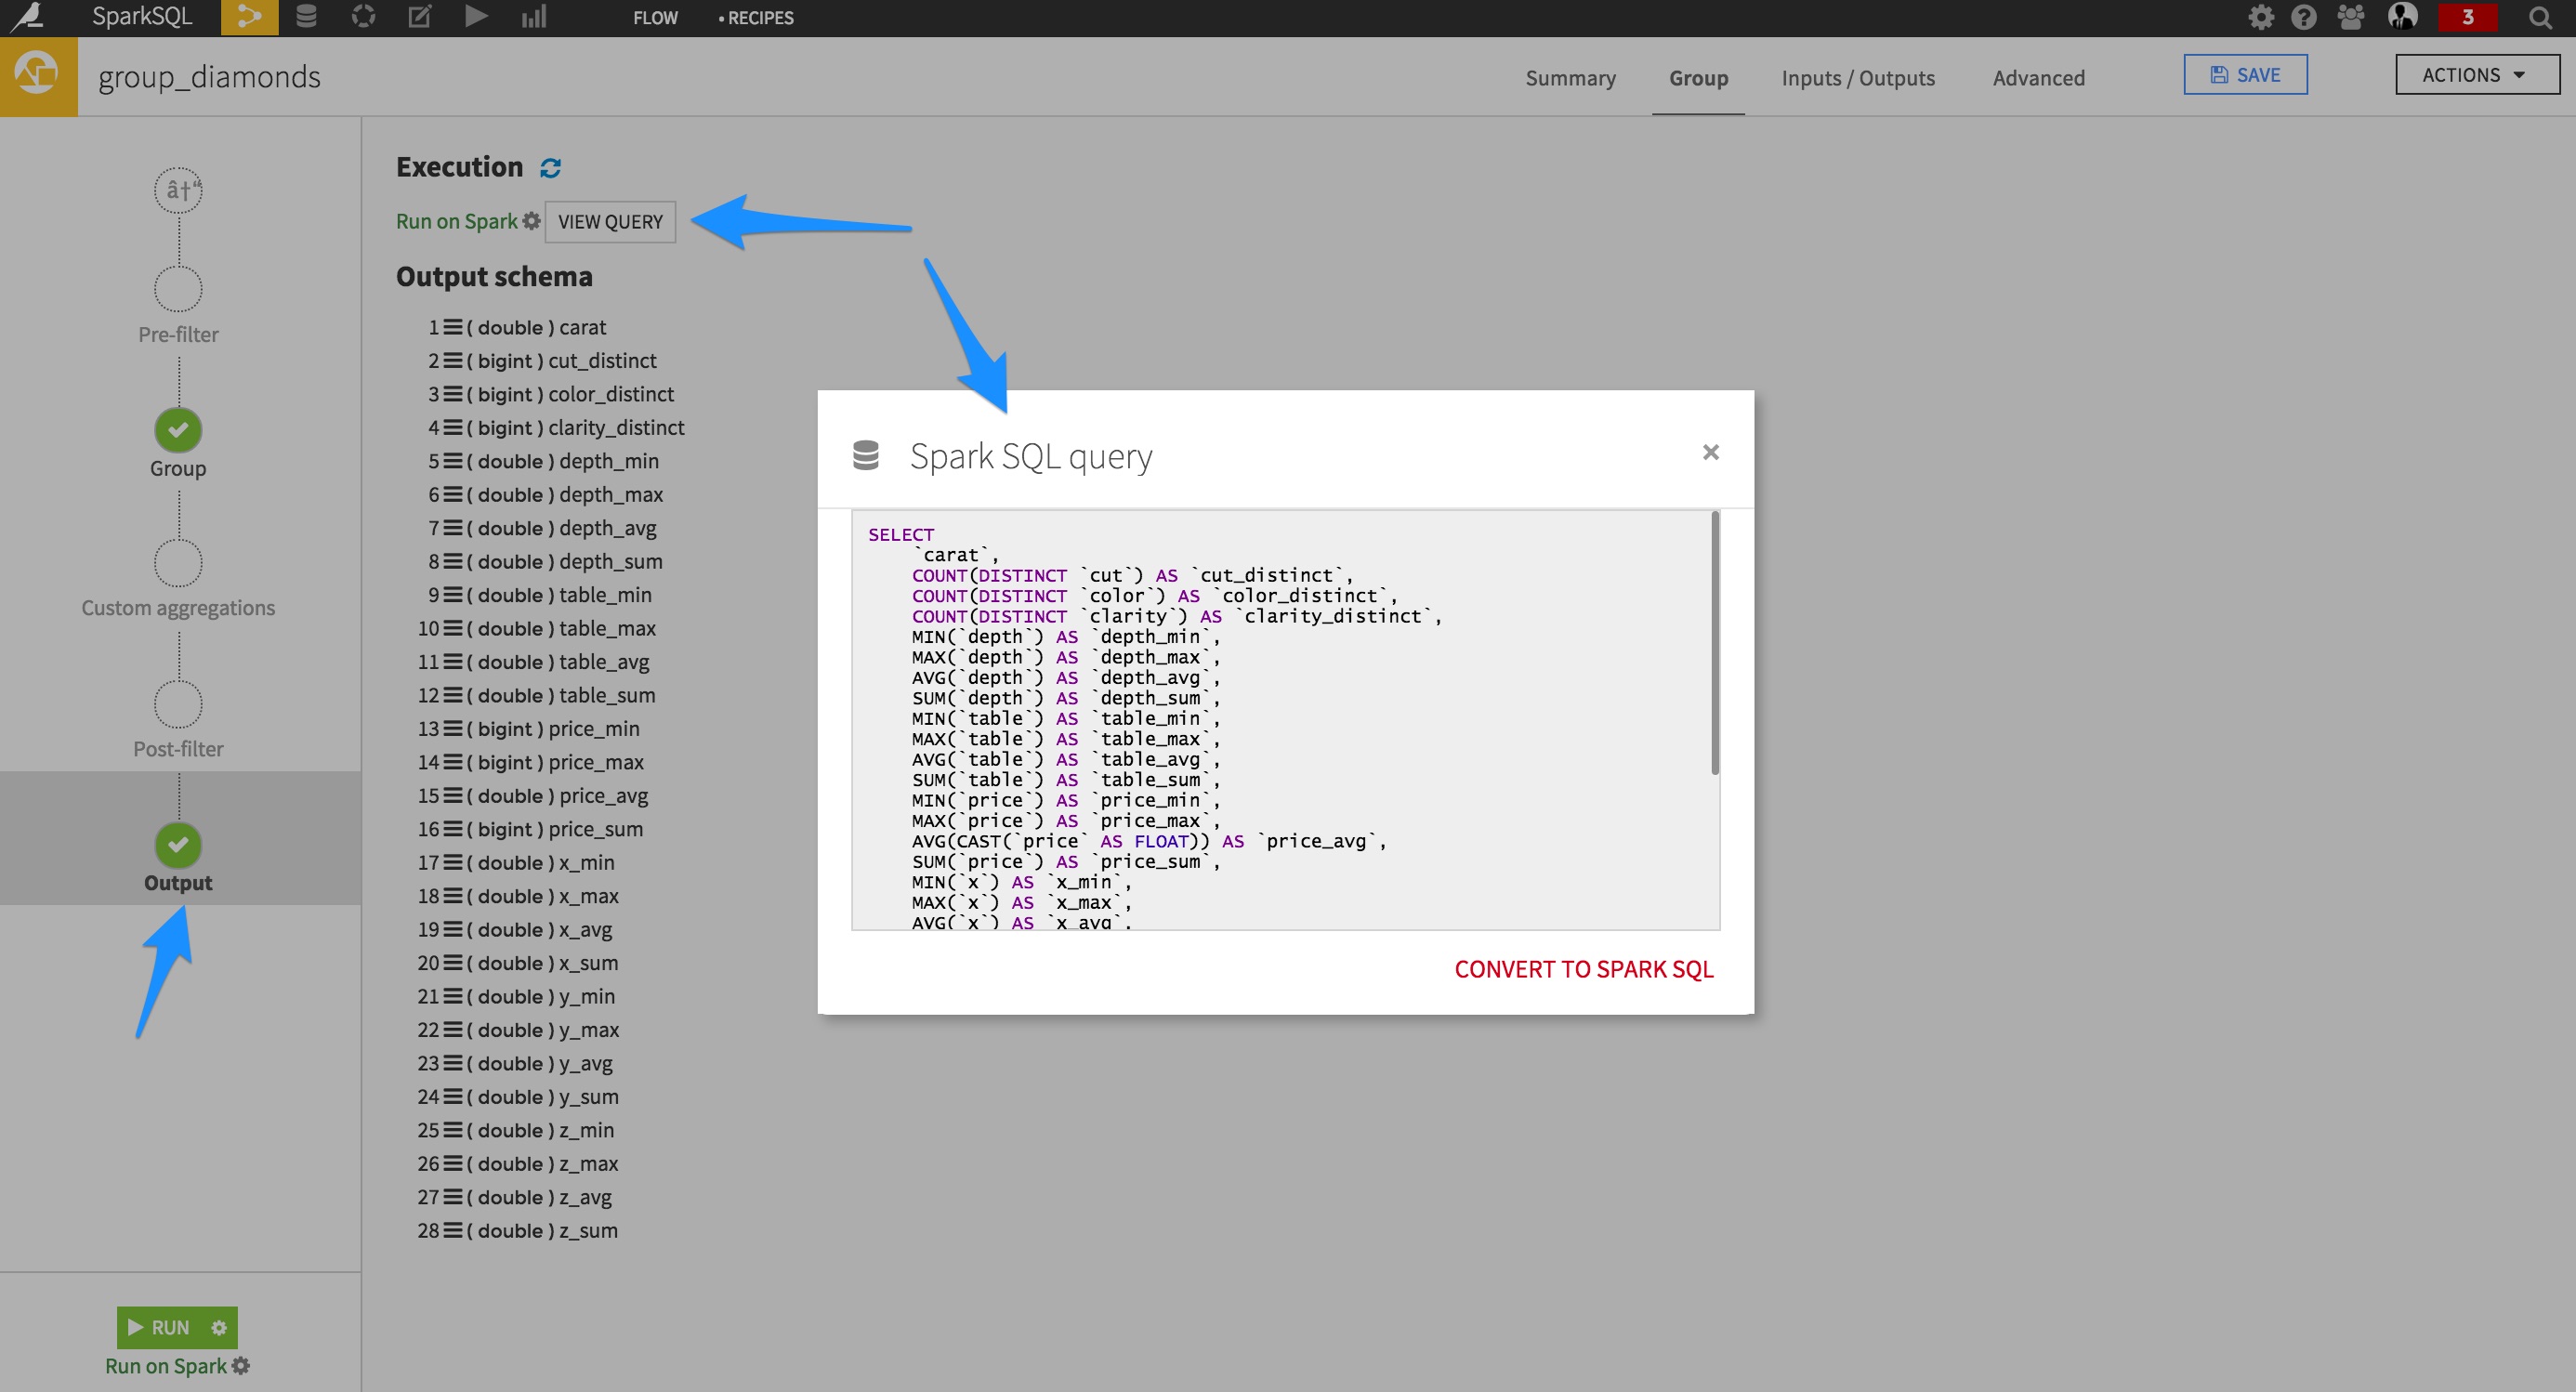 SparkSQL FLOW • RECIPES 3
group_diamonds Summary Group Inputs / Outputs Advanced SAVE ACTIONS
â†“
Pre-filter
Group
Custom aggregations
Post-filter
Output
RUN
Run on Spark
Execution
Run on Spark VIEW QUERY
Output schema
1 ( double ) carat
2 ( bigint ) cut_distinct
3 ( bigint ) color_distinct
4 ( bigint ) clarity_distinct
5 ( double ) depth_min
6 ( double ) depth_max
7 ( double ) depth_avg
8 ( double ) depth_sum
9 ( double ) table_min
10 ( double ) table_max
11 ( double ) table_avg
12 ( double ) table_sum
13 ( bigint ) price_min
14 ( bigint ) price_max
15 ( double ) price_avg
16 ( bigint ) price_sum
17 ( double ) x_min
18 ( double ) x_max
19 ( double ) x_avg
20 ( double ) x_sum
21 ( double ) y_min
22 ( double ) y_max
23 ( double ) y_avg
24 ( double ) y_sum
25 ( double ) z_min
26 ( double ) z_max
27 ( double ) z_avg
28 ( double ) z_sum
Spark SQL query ×
SELECT
`carat`,
COUNT(DISTINCT `cut`) AS `cut_distinct`,
COUNT(DISTINCT `color`) AS `color_distinct`,
COUNT(DISTINCT `clarity`) AS `clarity_distinct`,
MIN(`depth`) AS `depth_min`,
MAX(`depth`) AS `depth_max`,
AVG(`depth`) AS `depth_avg`,
SUM(`depth`) AS `depth_sum`,
MIN(`table`) AS `table_min`,
MAX(`table`) AS `table_max`,
AVG(`table`) AS `table_avg`,
SUM(`table`) AS `table_sum`,
MIN(`price`) AS `price_min`,
MAX(`price`) AS `price_max`,
AVG(CAST(`price` AS FLOAT)) AS `price_avg`,
SUM(`price`) AS `price_sum`,
MIN(`x`) AS `x_min`,
MAX(`x`) AS `x_max`,
AVG(`x`) AS `x_avg`,
CONVERT TO SPARK SQL